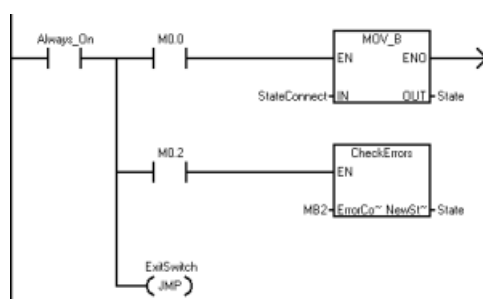 Always_On
M0.0
MOV_B
EN ENO
StateConnect IN OUT State
M0.2
CheckErrors
EN
MB2 ErrorCo~ NewSt~ State
ExitSwitch
JMP